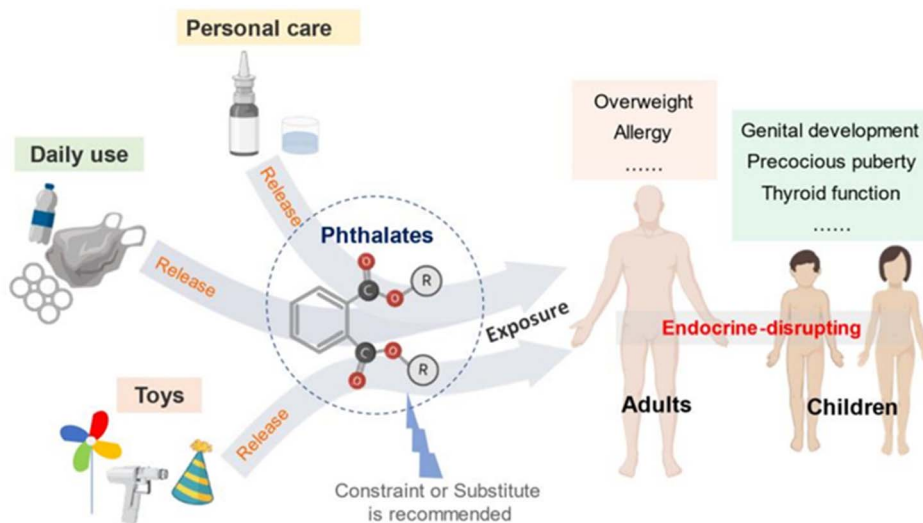 Personal care
Daily use
Toys
Release
Release
Release
Phthalates
C
O
O
R
C
O
O
R
Exposure
Constraint or Substitute
is recommended
Overweight
Allergy
......
Genital development
Precocious puberty
Thyroid function
......
Endocrine-disrupting
Adults
Children